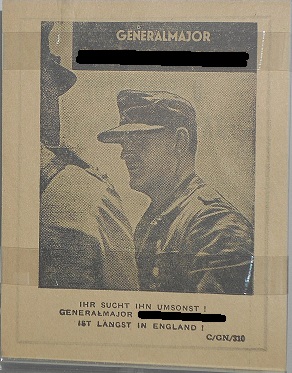 GENERALMAJOR
IHR SUCHT IHN UMSONST !
GENERALMAJOR
IST LÄNGST IN ENGLAND !
C/GN/310